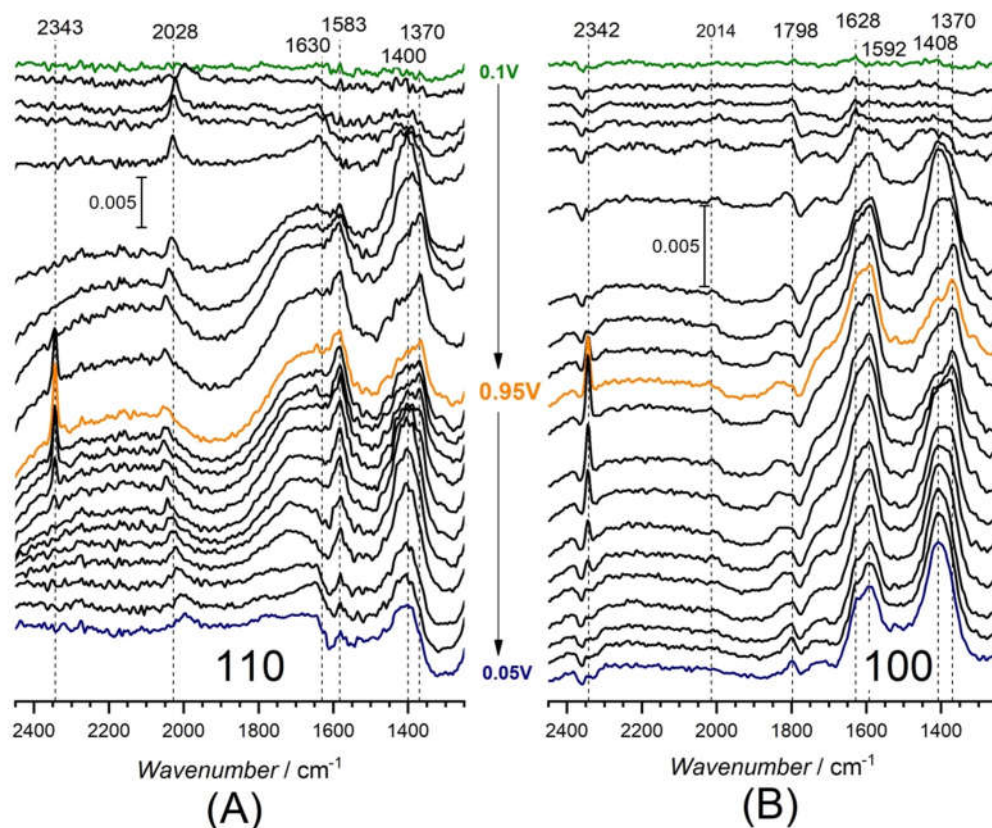 2343 2028 1630 1583 1400 1370
2342 2014 1798 1628 1592 1408 1370
0.1V
0.005
0.005
0.95V
0.05V
110
100
2400 2200 2000 1800 1600 1400
2400 2200 2000 1800 1600 1400
Wavenumber / cm⁻¹
Wavenumber / cm⁻¹
(A)
(B)